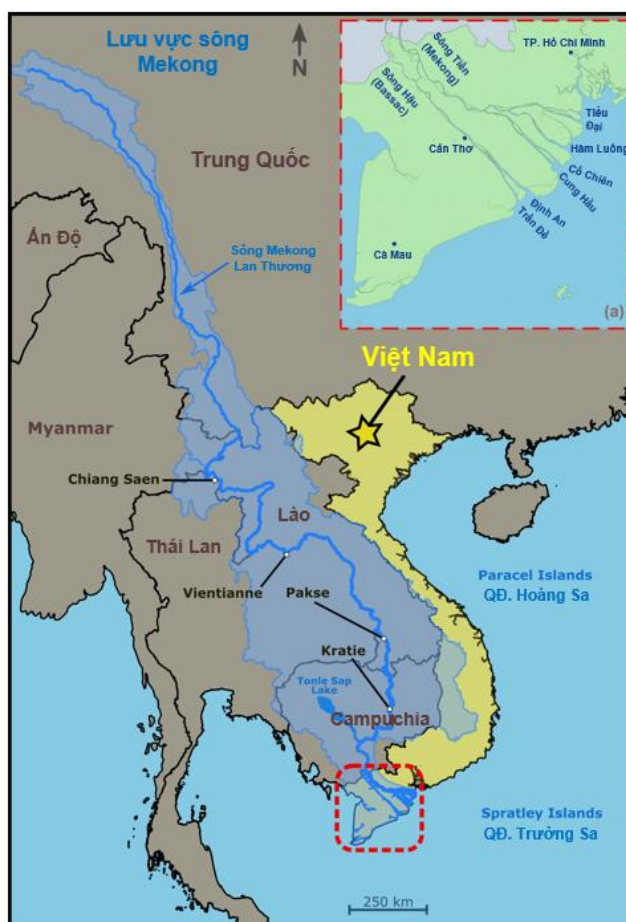 Lưu vực sông
Mekong
N
Trung Quốc
Ấn Độ
Sông Mekong
Lan Thương
Việt Nam
Myanmar
Chiang Saen
Lào
Thái Lan
Vientianne
Pakse
Kratie
Tonle Sap
Lake
Campuchia
Paracel Islands
QĐ. Hoàng Sa
Spratley Islands
QĐ. Trường Sa
250 km
Sông Tiền
(Mekong)
Sông Hậu
(Bassac)
TP. Hồ Chí Minh
Cần Thơ
Tiểu
Đại
Hàm Luông
Cổ Chiên
Cung Hầu
Định An
Trần Đề
Cà Mau
(a)